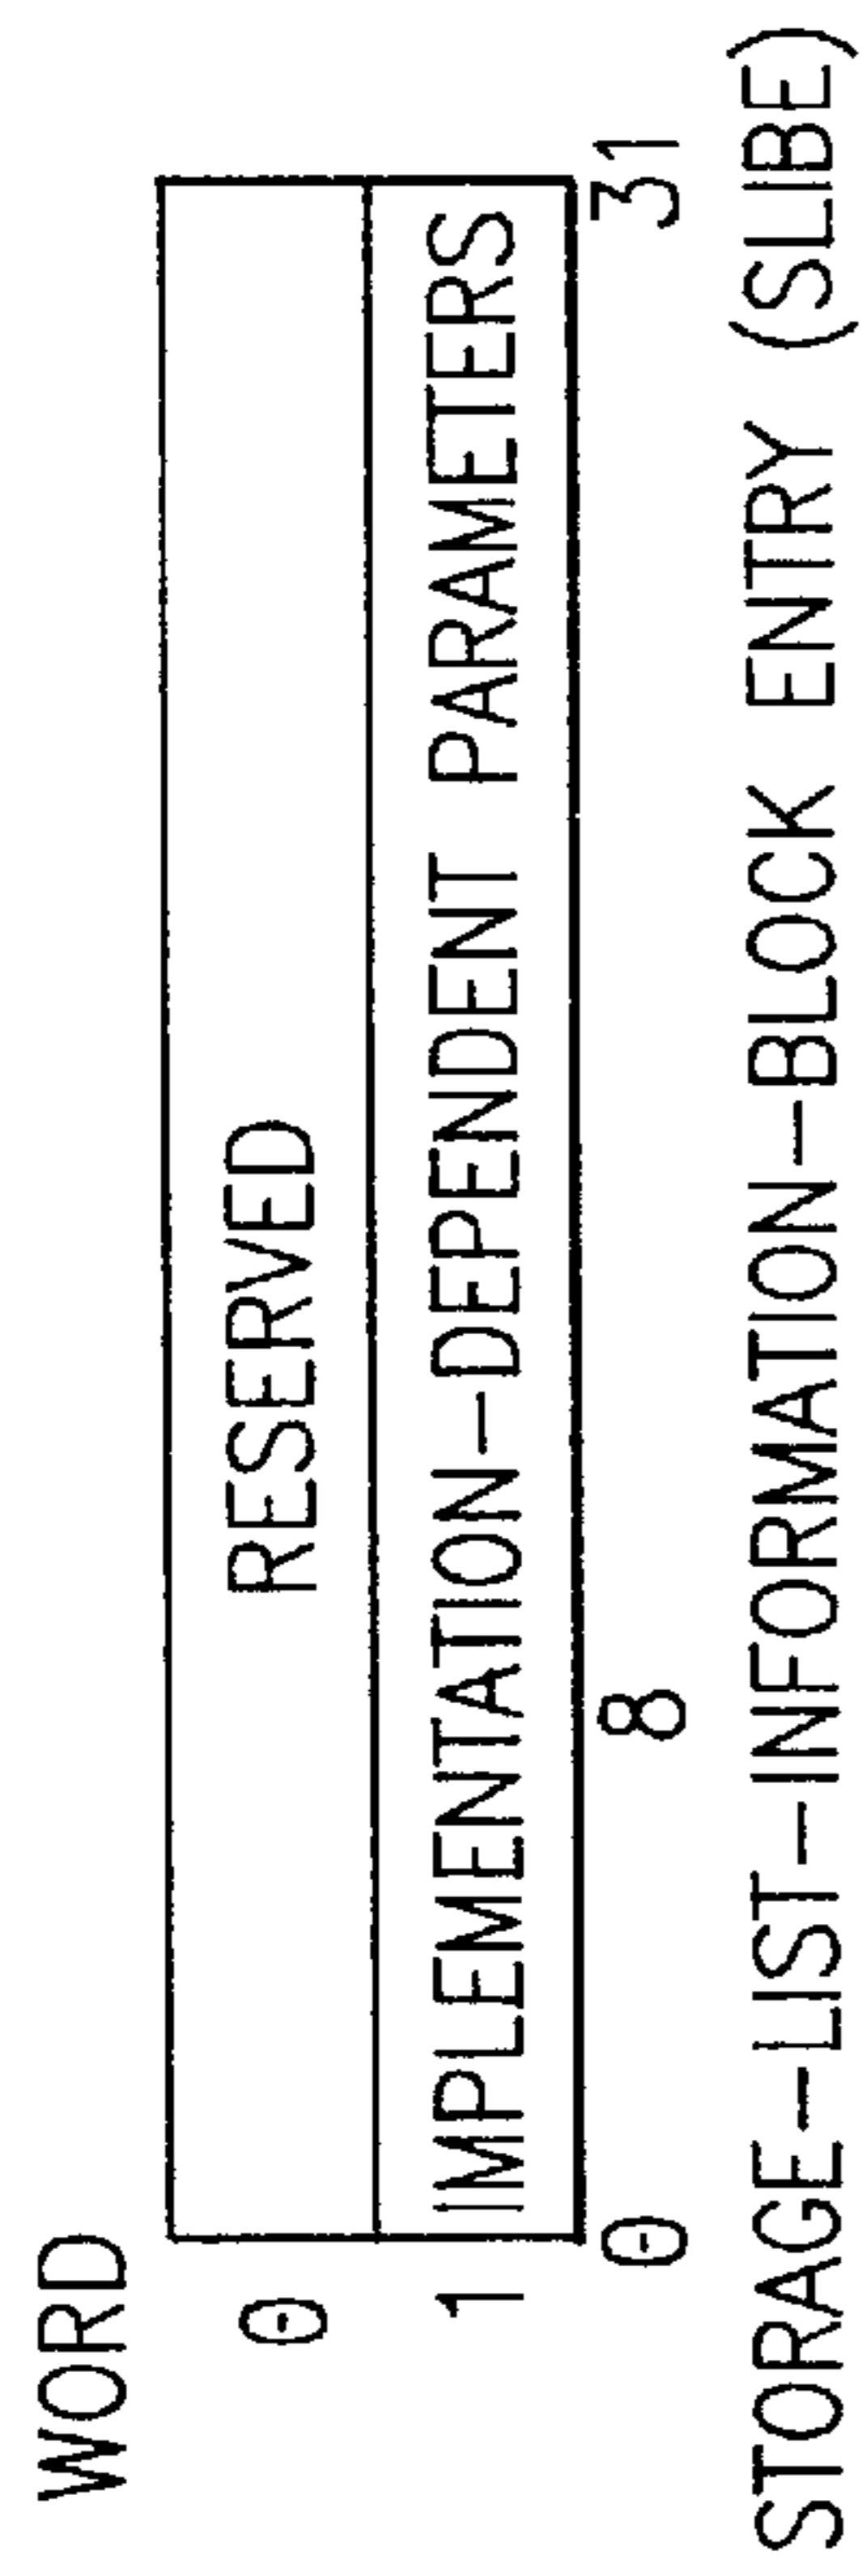 WORD
0 RESERVED
1 IMPLEMENTATION-DEPENDENT PARAMETERS
0 8 31
STORAGE-LIST-INFORMATION-BLOCK ENTRY (SLIBE)